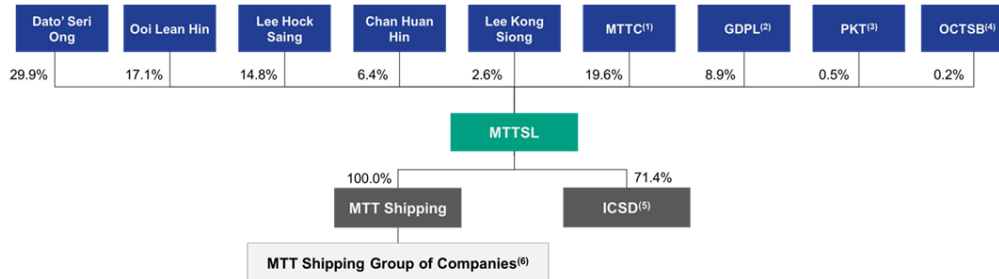 Dato' Seri
Ong
Ooi Lean Hin
Lee Hock
Saing
Chan Huan
Hin
Lee Kong
Siong
MTTC(1)
GDPL(2)
PKT(3)
OCTSB(4)
29.9%
17.1%
14.8%
6.4%
2.6%
19.6%
8.9%
0.5%
0.2%
MTTSL
100.0%
71.4%
MTT Shipping
ICSD(5)
MTT Shipping Group of Companies(6)